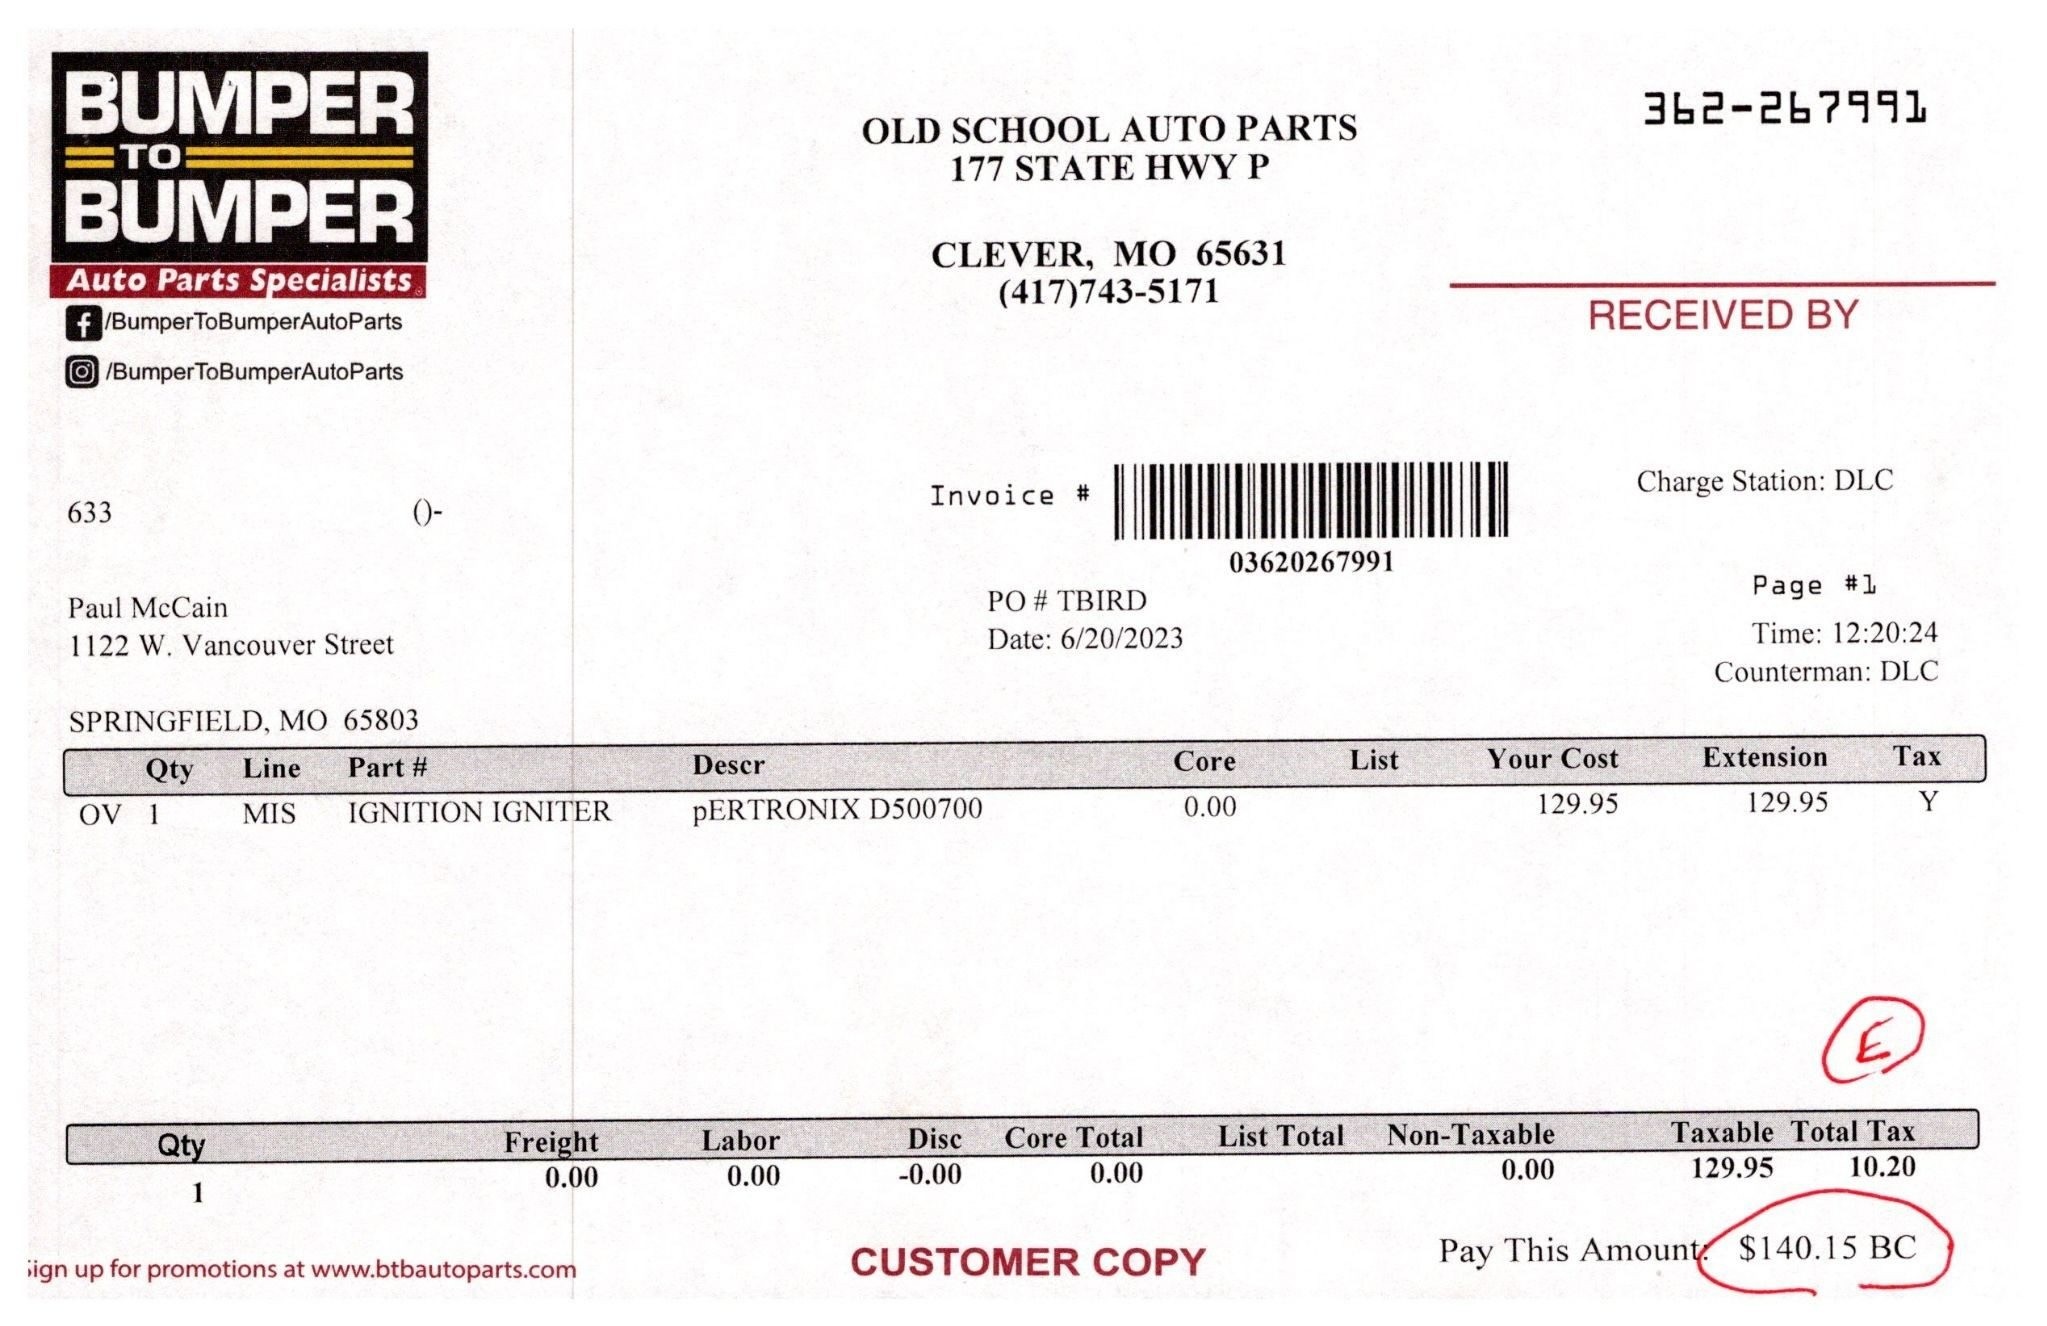 BUMPER
TO
BUMPER
Auto Parts Specialists
/BumperToBumperAutoParts
/BumperToBumperAutoParts
OLD SCHOOL AUTO PARTS
177 STATE HWY P
CLEVER, MO 65631
(417)743-5171
362-267991
RECEIVED BY
633 ()-
Invoice #
03620267991
Charge Station: DLC
Paul McCain
1122 W. Vancouver Street
SPRINGFIELD, MO 65803
PO # TBIRD
Date: 6/20/2023
Page #1
Time: 12:20:24
Counterman: DLC
Qty Line Part # Descr Core List Your Cost Extension Tax
OV 1 MIS IGNITION IGNITER pERTRONIX D500700 0.00 129.95 129.95 Y
E
Qty Freight Labor Disc Core Total List Total Non-Taxable Taxable Total Tax
1 0.00 0.00 -0.00 0.00 0.00 129.95 10.20
Pay This Amount: $140.15 BC
ign up for promotions at www.btbautoparts.com
CUSTOMER COPY